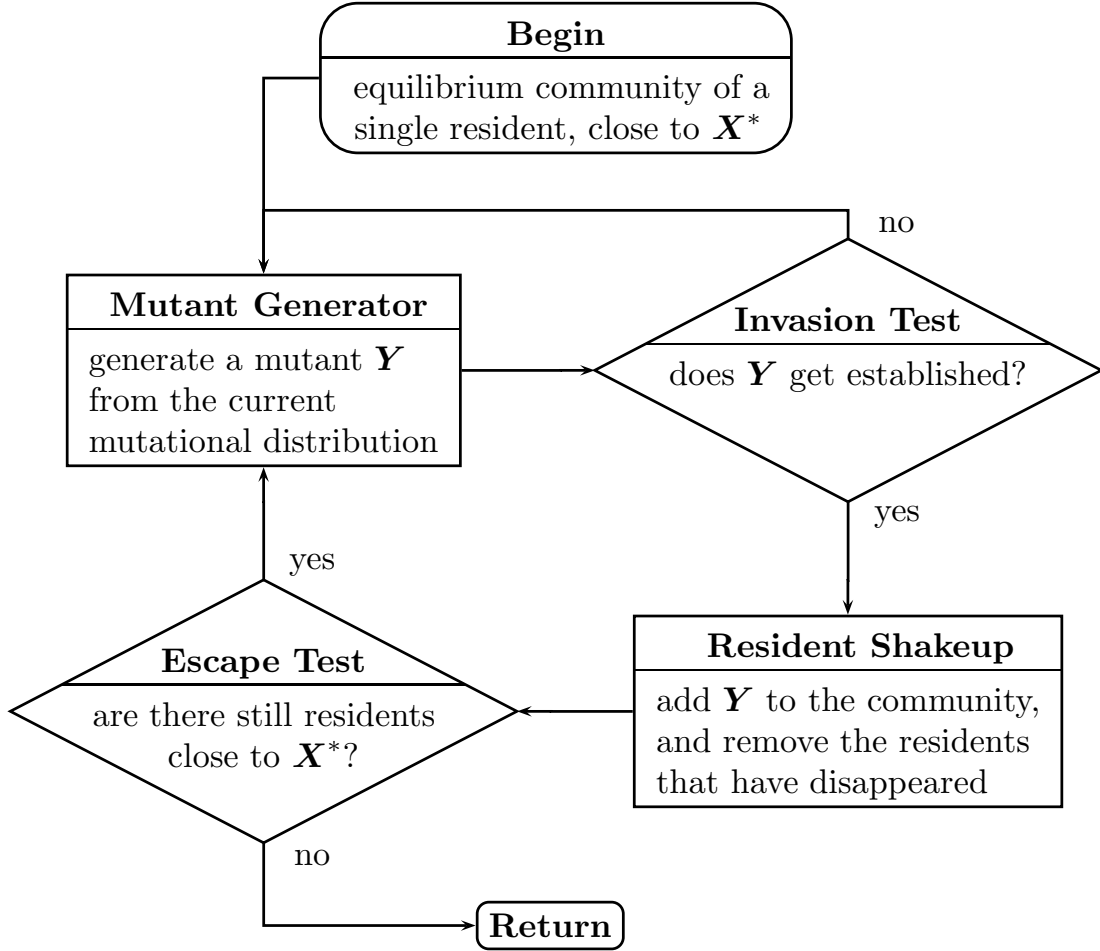 Begin
equilibrium community of a
single resident, close to X*
no
Mutant Generator
generate a mutant Y
from the current
mutational distribution
Invasion Test
does Y get established?
yes
yes
Resident Shakeup
add Y to the community,
and remove the residents
that have disappeared
Escape Test
are there still residents
close to X*?
no
Return